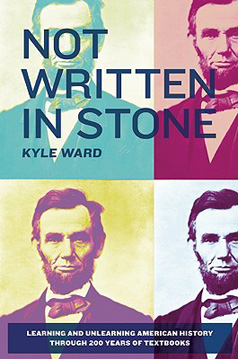 NOT
WRITTEN
IN STONE
KYLE WARD
LEARNING AND UNLEARNING AMERICAN HISTORY
THROUGH 200 YEARS OF TEXTBOOKS